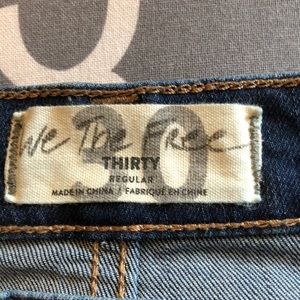 We The Free
30
THIRTY
REGULAR
MADE IN CHINA / FABRIQUÉ EN CHINE